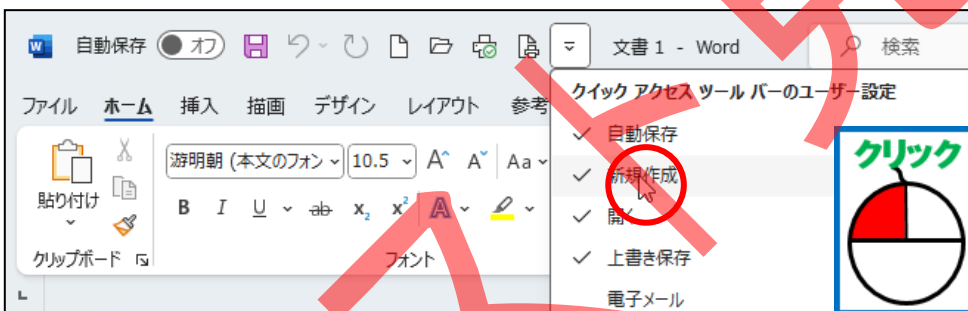 自動保存 オフ 文書 1 - Word 検索
ファイル ホーム 挿入 描画 デザイン レイアウト 参考
クイック アクセス ツール バーのユーザー設定
自動保存
新規作成
開く
上書き保存
電子メール
クリック
貼り付け
クリップボード
游明朝 (本文のフォン 10.5 A A Aa
B I U ab x₂ x² A
フォント